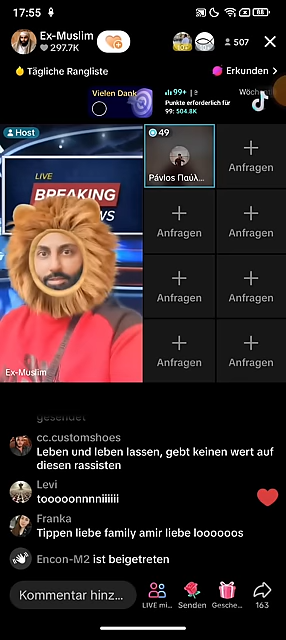 17:55
68
Ex-Muslim
297.7K
507
Tägliche Rangliste
Erkunden
Vielen Dank
99+
Punkte erforderlich für
99: 504.8K
Host
LIVE
BREAKING
49
Pávlos Παύλ...
Anfragen
Anfragen
Anfragen
Anfragen
Anfragen
Anfragen
Anfragen
Ex-Muslim
gesendet
cc.customshoes
Leben und leben lassen, gebt keinen wert auf
diesen rassisten
Levi
tooooonnnniiiiii
Franka
Tippen liebe family amir liebe loooooos
Encon-M2 ist beigetreten
Kommentar hinz...
LIVE mi...
Senden
Gesche...
163